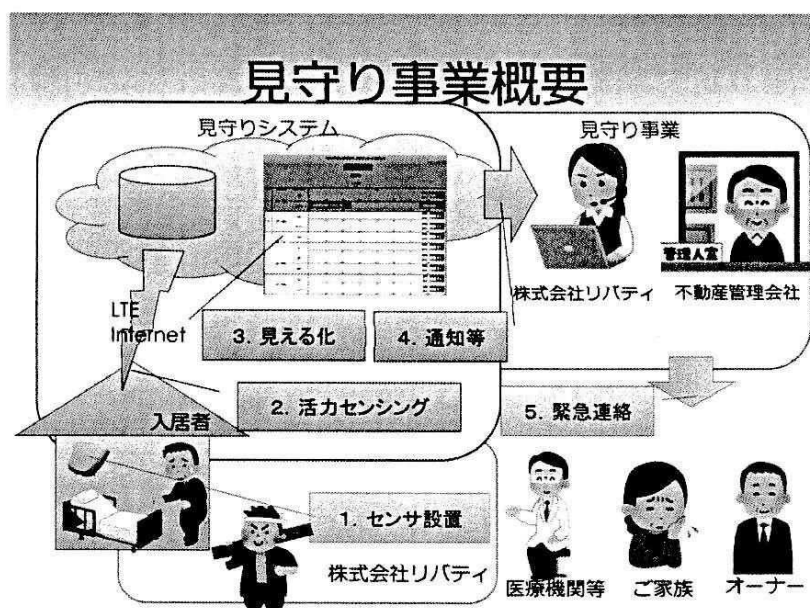 見守り事業概要
見守りシステム
見守り事業
管理人室
株式会社リバティ
不動産管理会社
LTE
Internet
3. 見える化
4. 通知等
2. 活力センシング
入居者
5. 緊急連絡
1. センサ設置
株式会社リバティ
医療機関等
ご家族
オーナー